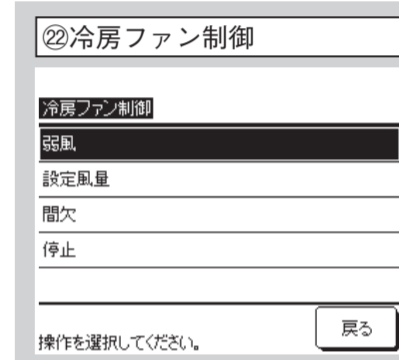 ㉒冷房ファン制御
冷房ファン制御
弱風
設定風量
間欠
停止
操作を選択してください。
戻る